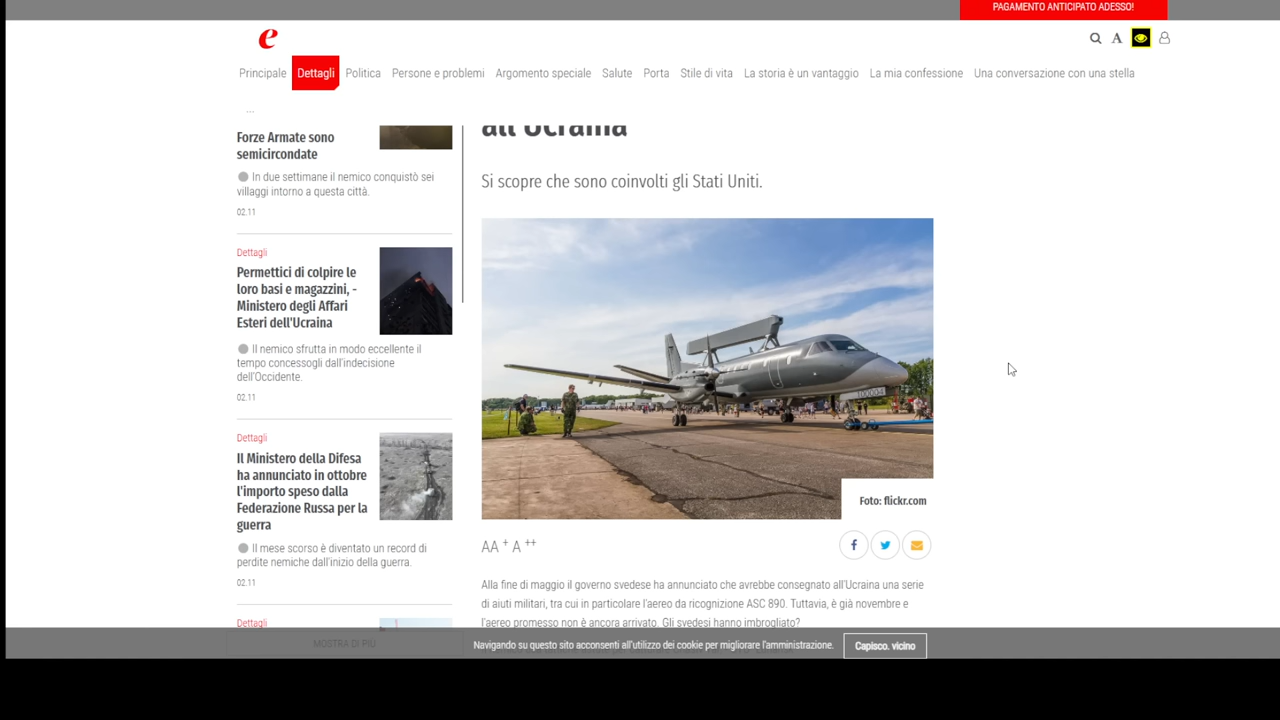 PAGAMENTO ANTICIPATO ADESSO!
e
A
Principale Dettagli Politica Persone e problemi Argomento speciale Salute Porta Stile di vita La storia è un vantaggio La mia confessione Una conversazione con una stella
...
Forze Armate sono
semicircondate
In due settimane il nemico conquistò sei
villaggi intorno a questa città.
02.11
Dettagli
Permettici di colpire le
loro basi e magazzini, -
Ministero degli Affari
Esteri dell'Ucraina
Il nemico sfrutta in modo eccellente il
tempo concessogli dall'indecisione
dell'Occidente.
02.11
Dettagli
Il Ministero della Difesa
ha annunciato in ottobre
l'importo speso dalla
Federazione Russa per la
guerra
Il mese scorso è diventato un record di
perdite nemiche dall'inizio della guerra.
02.11
Dettagli
MOSTRA DI PIÙ
all'Ucraina
Si scopre che sono coinvolti gli Stati Uniti.
100004
Foto: flickr.com
AA + A ++
Alla fine di maggio il governo svedese ha annunciato che avrebbe consegnato all'Ucraina una serie
di aiuti militari, tra cui in particolare l'aereo da ricognizione ASC 890. Tuttavia, è già novembre e
l'aereo promesso non è ancora arrivato. Gli svedesi hanno imbrogliato?
Navigando su questo sito acconsenti all'utilizzo dei cookie per migliorare l'amministrazione.
Capisco. vicino